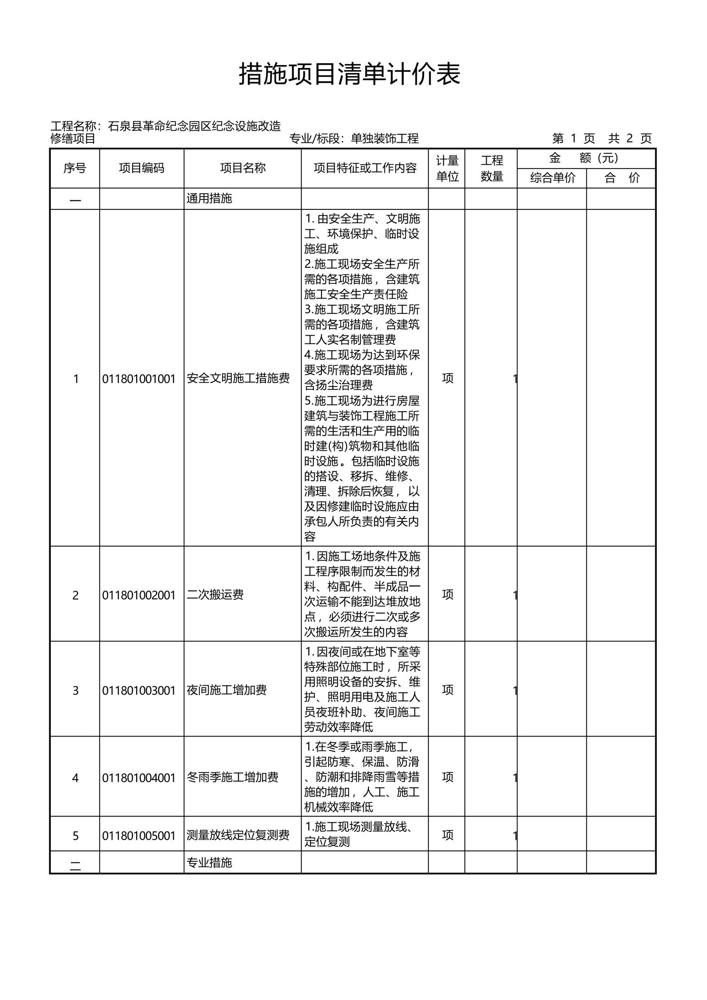 措施项目清单计价表
工程名称：石泉县革命纪念园区纪念设施改造
修缮项目 专业/标段：单独装饰工程 第 1 页 共 2 页
序号 项目编码 项目名称 项目特征或工作内容 计量
单位 工程
数量 金 额（元）
综合单价 合 价
一 通用措施
1 011801001001 安全文明施工措施费
1. 由安全生产、文明施
工、环境保护、临时设
施组成
2.施工现场安全生产所
需的各项措施，含建筑
施工安全生产责任险
3.施工现场文明施工所
需的各项措施，含建筑
工人实名制管理费
4.施工现场为达到环保
要求所需的各项措施，
含扬尘治理费
5.施工现场为进行房屋
建筑与装饰工程施工所
需的生活和生产用的临
时建(构)筑物和其他临
时设施。包括临时设施
的搭设、移拆、维修、
清理、拆除后恢复，以
及因修建临时设施应由
承包人所负责的有关内
容
项 1
2 011801002001 二次搬运费
1. 因施工场地条件及施
工程序限制而发生的材
料、构配件、半成品一
次运输不能到达堆放地
点，必须进行二次或多
次搬运所发生的内容
项 1
3 011801003001 夜间施工增加费
1. 因夜间或在地下室等
特殊部位施工时，所采
用照明设备的安拆、维
护、照明用电及施工人
员夜班补助、夜间施工
劳动效率降低
项 1
4 011801004001 冬雨季施工增加费
1.在冬季或雨季施工，
引起防寒、保温、防滑
、防潮和排降雨雪等措
施的增加，人工、施工
机械效率降低
项 1
5 011801005001 测量放线定位复测费
1.施工现场测量放线、
定位复测
项 1
二 专业措施